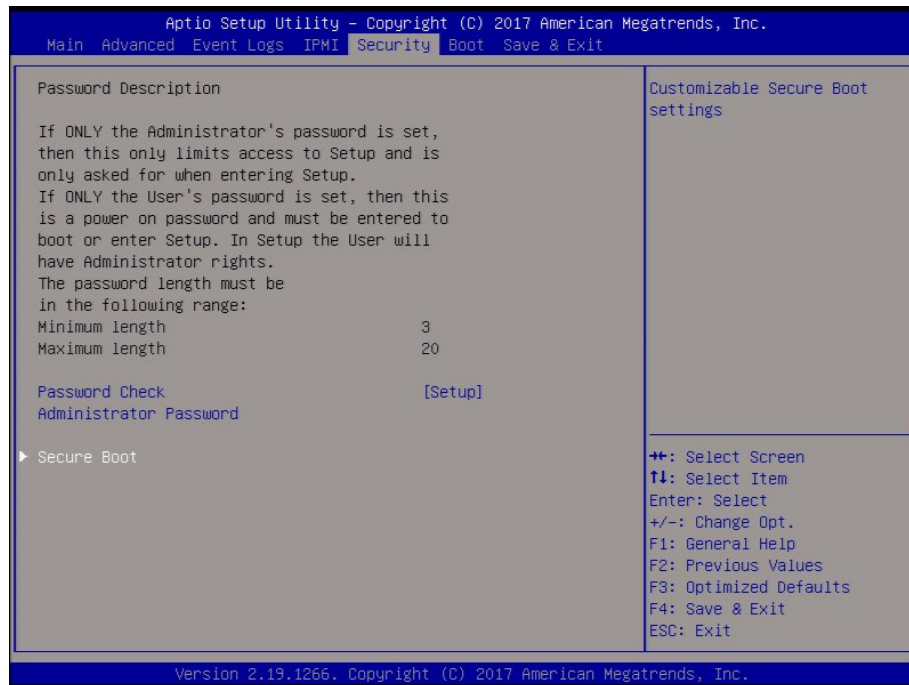 Aptio Setup Utility – Copyright (C) 2017 American Megatrends, Inc.
Main Advanced Event Logs IPMI Security Boot Save & Exit
Password Description
If ONLY the Administrator's password is set,
then this only limits access to Setup and is
only asked for when entering Setup.
If ONLY the User's password is set, then this
is a power on password and must be entered to
boot or enter Setup. In Setup the User will
have Administrator rights.
The password length must be
in the following range:
Minimum length 3
Maximum length 20
Password Check [Setup]
Administrator Password
Secure Boot
Customizable Secure Boot
settings
→←: Select Screen
↑↓: Select Item
Enter: Select
+/-: Change Opt.
F1: General Help
F2: Previous Values
F3: Optimized Defaults
F4: Save & Exit
ESC: Exit
Version 2.19.1266. Copyright (C) 2017 American Megatrends, Inc.